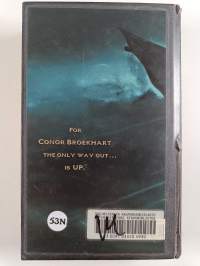 FOR
CONOR BROEKHART
THE ONLY WAY OUT...
IS UP.
53N